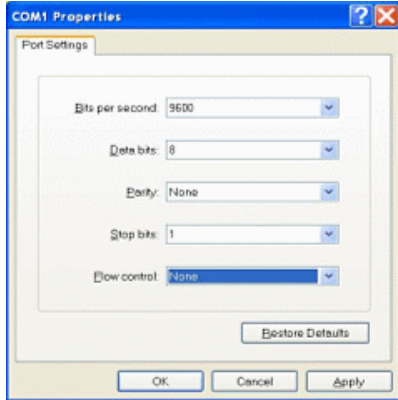 COM1 Properties
Port Settings
Bits per second: 9600
Data bits: 8
Parity: None
Stop bits: 1
Flow control: None
Restore Defaults
OK Cancel Apply